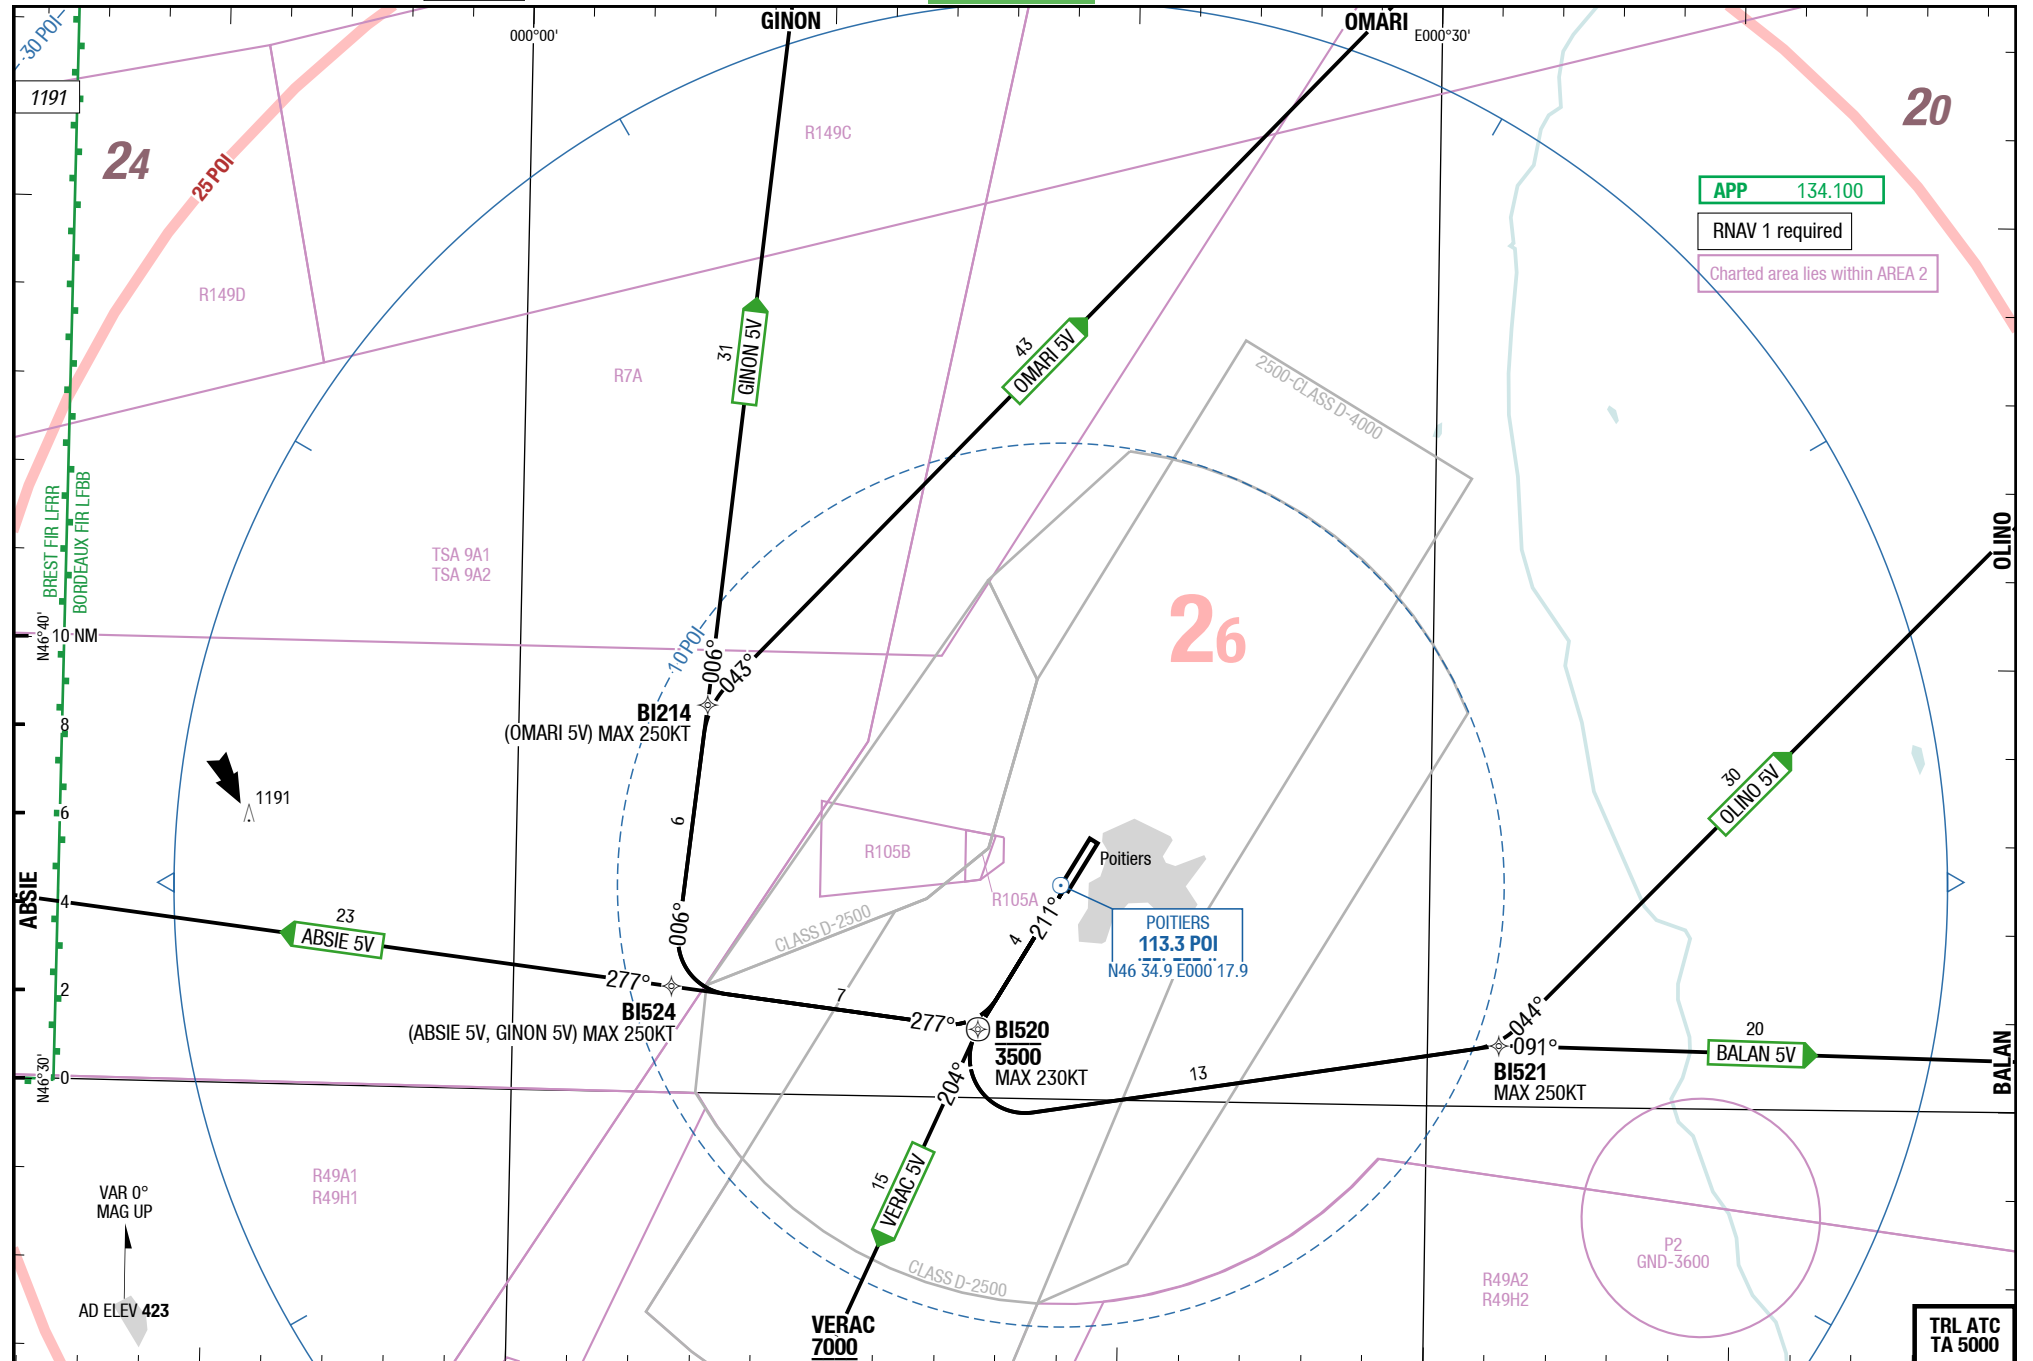 GINON
OMARI
000°00'
E000°30'
-30 POI-
1191
24
25 POI
R149C
20
R149D
APP 134.100
RNAV 1 required
Charted area lies within AREA 2
31
GINON 5V
43
OMARI 5V
R7A
2500-CLASS D-4000
BREST FIR LFRR
BORDEAUX FIR LFBB
TSA 9A1
TSA 9A2
OLINO
N46°40'
10 NM
-10 POI-
006°
043°
26
BI214
(OMARI 5V) MAX 250KT
8
1191
6
6
30
OLINO 5V
R105B
Poitiers
R105A
ABSIE
4
23
ABSIE 5V
006°
CLASS D-2500
4
211°
POITIERS
113.3 POI
N46 34.9 E000 17.9
277°
2
BI524
(ABSIE 5V, GINON 5V) MAX 250KT
7
277°
BI520
3500
MAX 230KT
044°
091°
20
BALAN 5V
BALAN
BI521
MAX 250KT
N46°30'
0
204°
13
15
VERAC 5V
R49A1
R49H1
VAR 0°
MAG UP
P2
GND-3600
CLASS D-2500
R49A2
R49H2
AD ELEV 423
VERAC
7000
TRL ATC
TA 5000